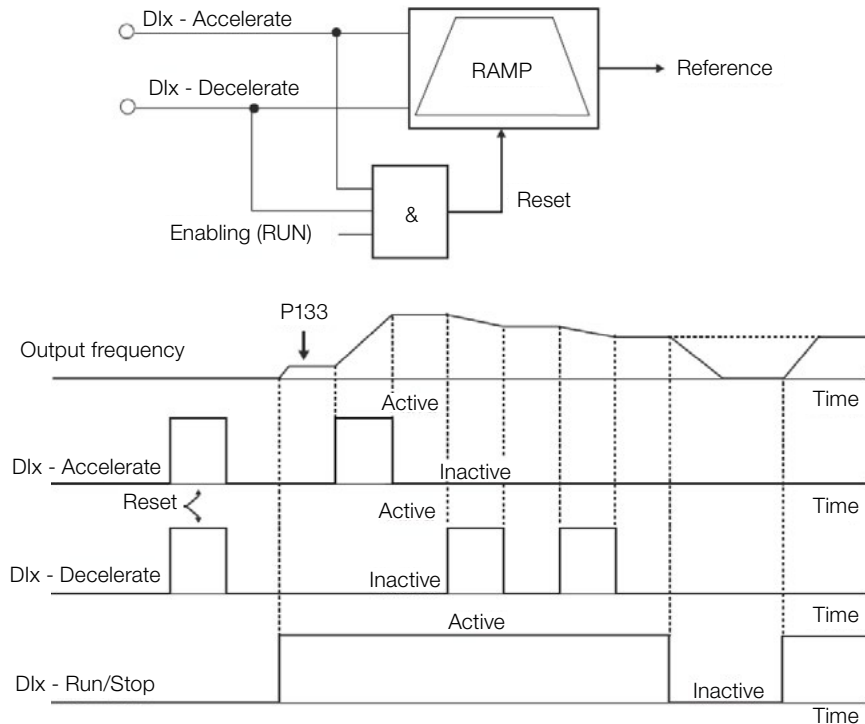 DIx - Accelerate
RAMP
Reference
DIx - Decelerate
Reset
&
Enabling (RUN)
P133
Output frequency
Time
Active
DIx - Accelerate
Inactive
Time
Reset
Active
DIx - Decelerate
Inactive
Time
Active
DIx - Run/Stop
Inactive
Time